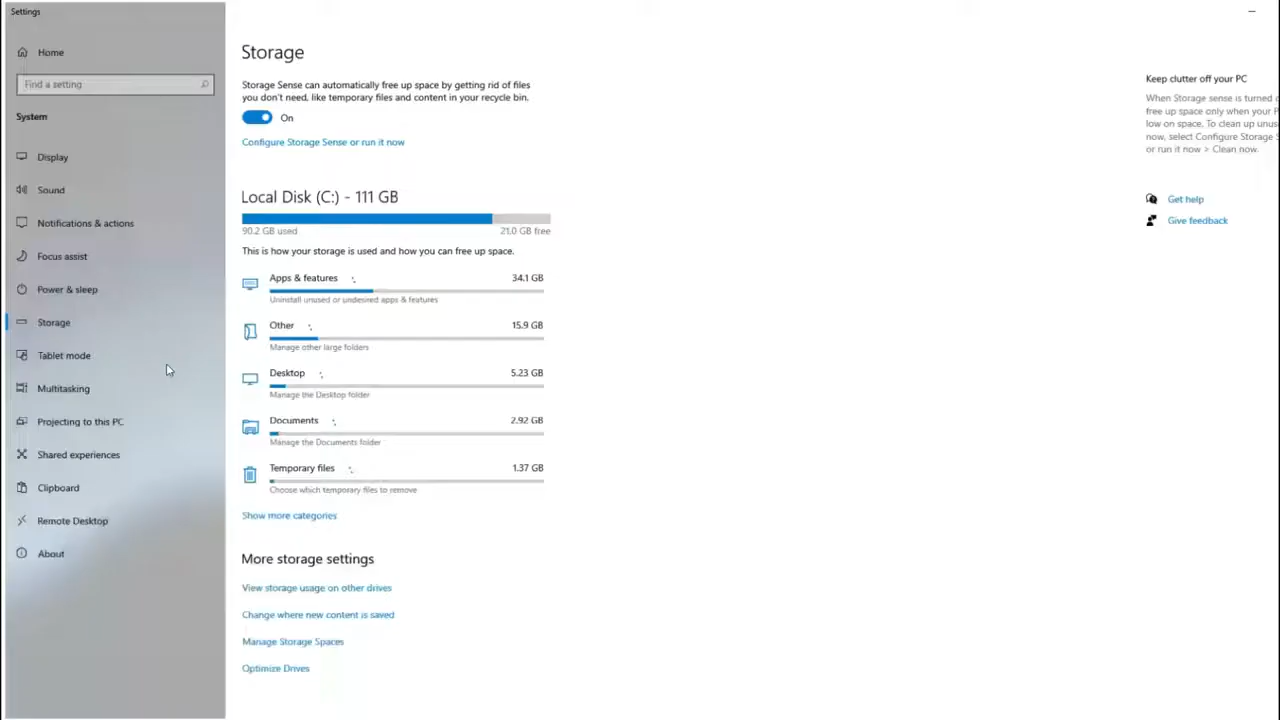 Settings
Home
Find a setting
System
Display
Sound
Notifications & actions
Focus assist
Power & sleep
Storage
Tablet mode
Multitasking
Projecting to this PC
Shared experiences
Clipboard
Remote Desktop
About
Storage
Storage Sense can automatically free up space by getting rid of files
you don't need, like temporary files and content in your recycle bin.
On
Configure Storage Sense or run it now
Local Disk (C:) - 111 GB
90.2 GB used 21.0 GB free
This is how your storage is used and how you can free up space.
Apps & features 34.1 GB
Uninstall unused or undesired apps & features
Other 15.9 GB
Manage other large folders
Desktop 5.23 GB
Manage the Desktop folder
Documents 2.92 GB
Manage the Documents folder
Temporary files 1.37 GB
Choose which temporary files to remove
Show more categories
More storage settings
View storage usage on other drives
Change where new content is saved
Manage Storage Spaces
Optimize Drives
Keep clutter off your PC
When Storage sense is turned
free up space only when your
low on space. To clean up unus
now, select Configure Storage
or run it now > Clean now.
Get help
Give feedback